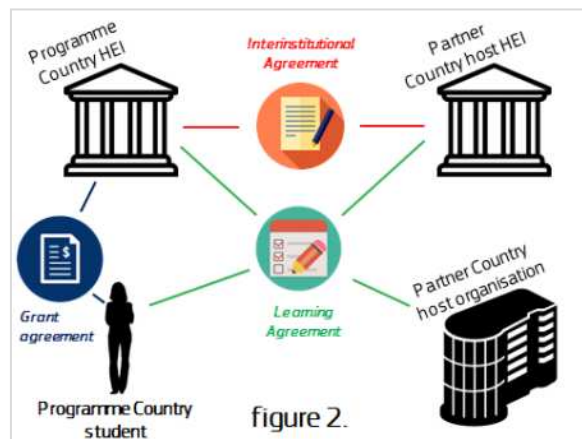 Programme
Country HEI
Interinstitutional
Agreement
Partner
Country host HEI
$
Grant
agreement
Learning
Agreement
Partner Country
host organisation
Programme Country
student
figure 2.